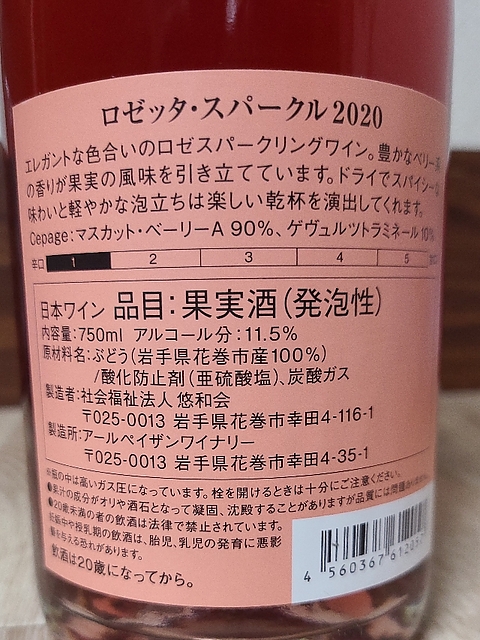 ロゼッタ・スパークル2020
エレガントな色合いのロゼスパークリングワイン。豊かなベリー系
の香りが果実の風味を引き立てています。ドライでスパイシーな
味わいと軽やかな泡立ちは楽しい乾杯を演出してくれます。
Cepage:マスカット・ベーリーA 90%、ゲヴュルツトラミネール 10%
辛口 1 2 3 4 5
日本ワイン 品目:果実酒(発泡性)
内容量:750ml アルコール分:11.5%
原材料名:ぶどう(岩手県花巻市産100%)
/酸化防止剤(亜硫酸塩)、炭酸ガス
製造者:社会福祉法人 悠和会
〒025-0013 岩手県花巻市幸田4-116-1
製造所:アールペイザンワイナリー
〒025-0013 岩手県花巻市幸田4-35-1
※瓶の中は高いガス圧になっています。栓を開けるときは十分にご注意ください。
●果汁の成分がオリや酒石となって凝固、沈殿することがありますが品質には問題
●20歳未満の者の飲酒は法律で禁止されています。
妊娠中や授乳期の飲酒は、胎児、乳児の発育に悪影
響を与える恐れがあります。
飲酒は20歳になってから。
4 560367 612